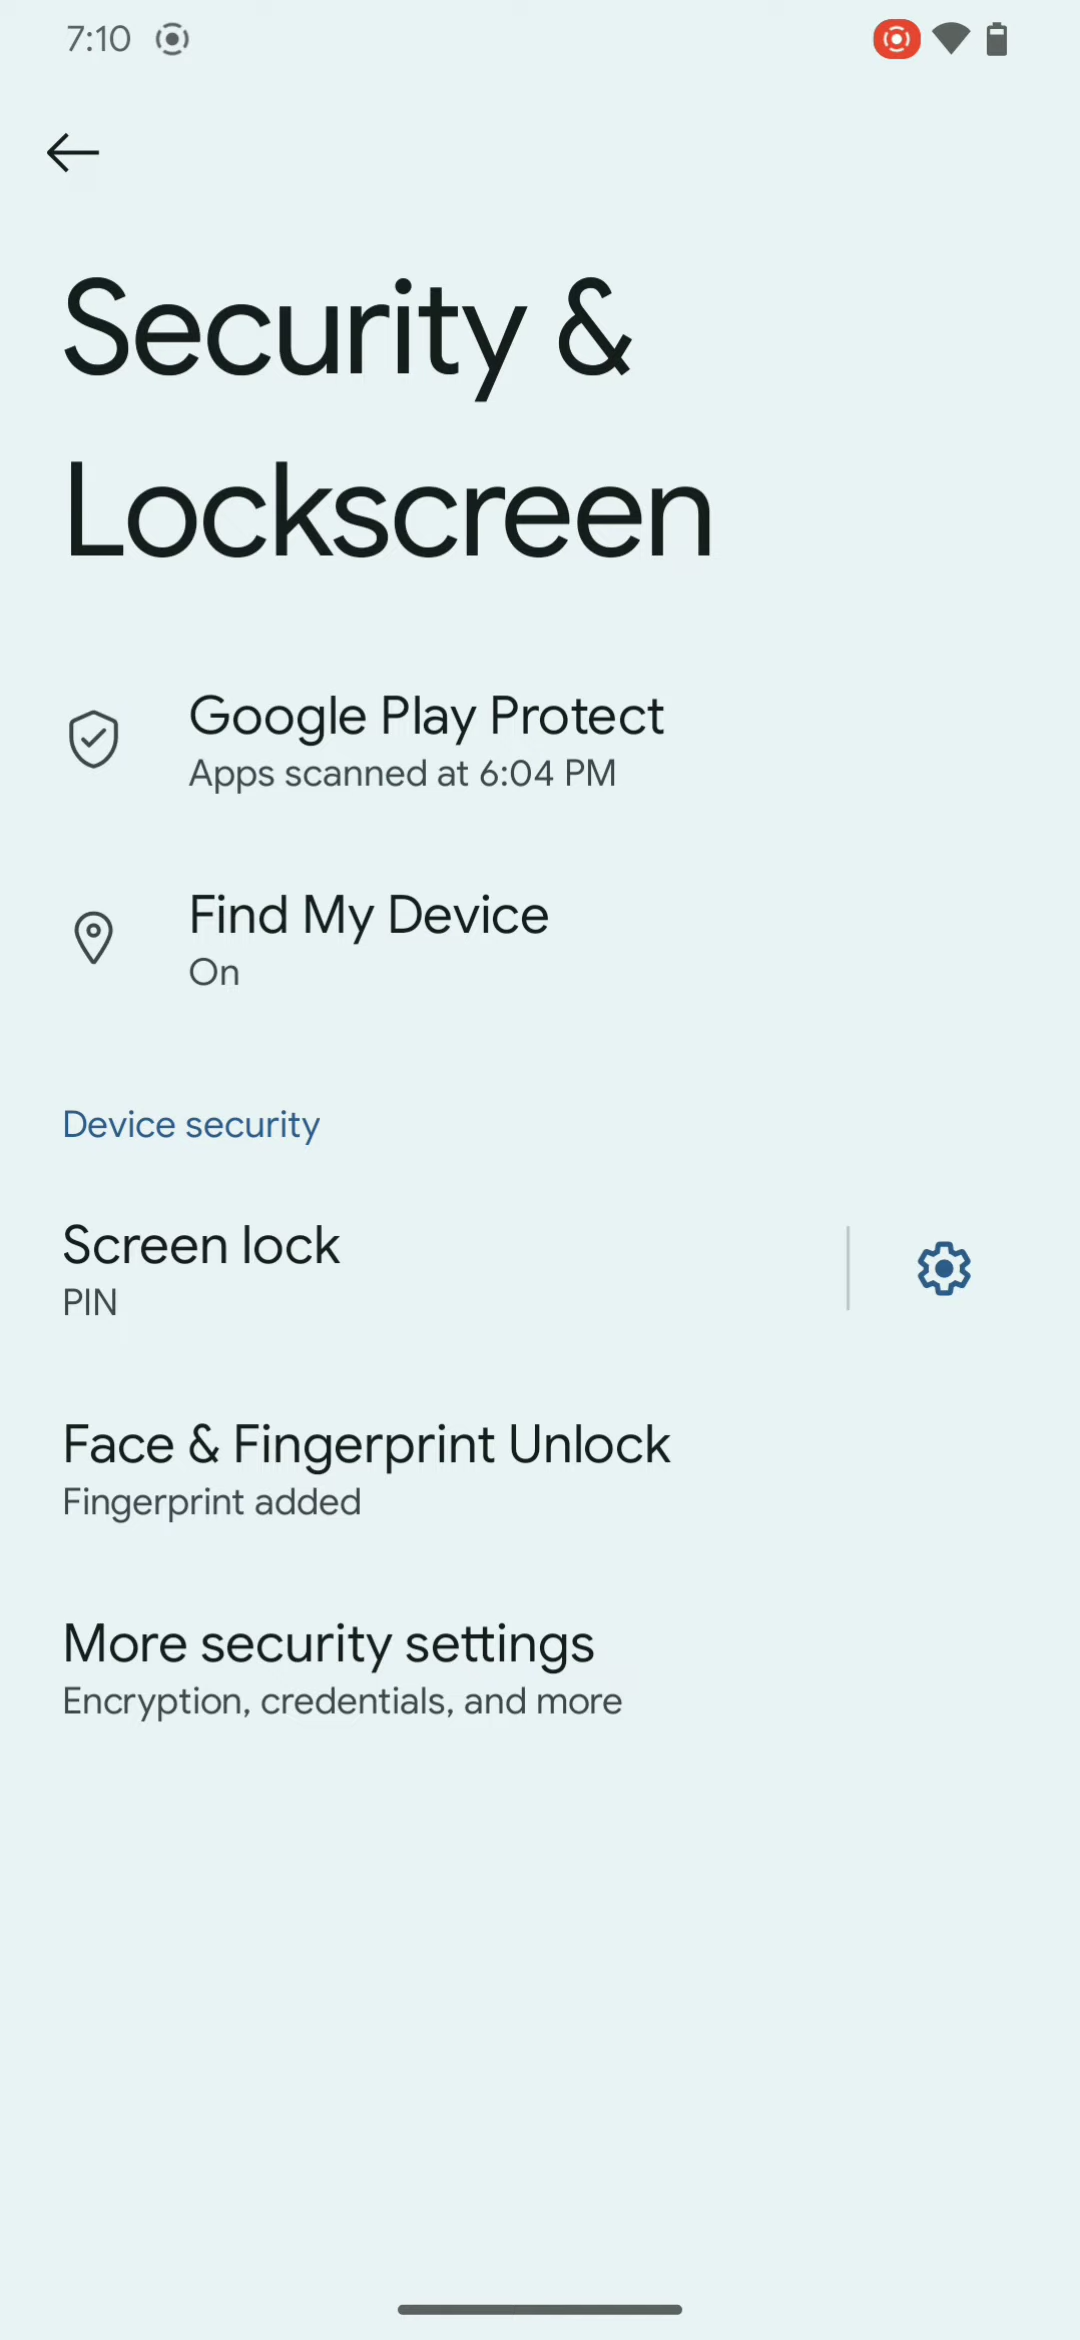 7:10
Security &
Lockscreen
Google Play Protect
Apps scanned at 6:04 PM
Find My Device
On
Device security
Screen lock
PIN
Face & Fingerprint Unlock
Fingerprint added
More security settings
Encryption, credentials, and more